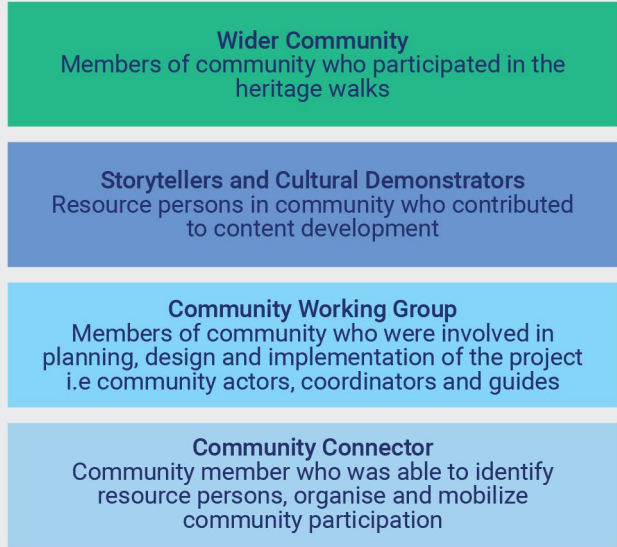 Wider Community
Members of community who participated in the
heritage walks
Storytellers and Cultural Demonstrators
Resource persons in community who contributed
to content development
Community Working Group
Members of community who were involved in
planning, design and implementation of the project
i.e community actors, coordinators and guides
Community Connector
Community member who was able to identify
resource persons, organise and mobilize
community participation